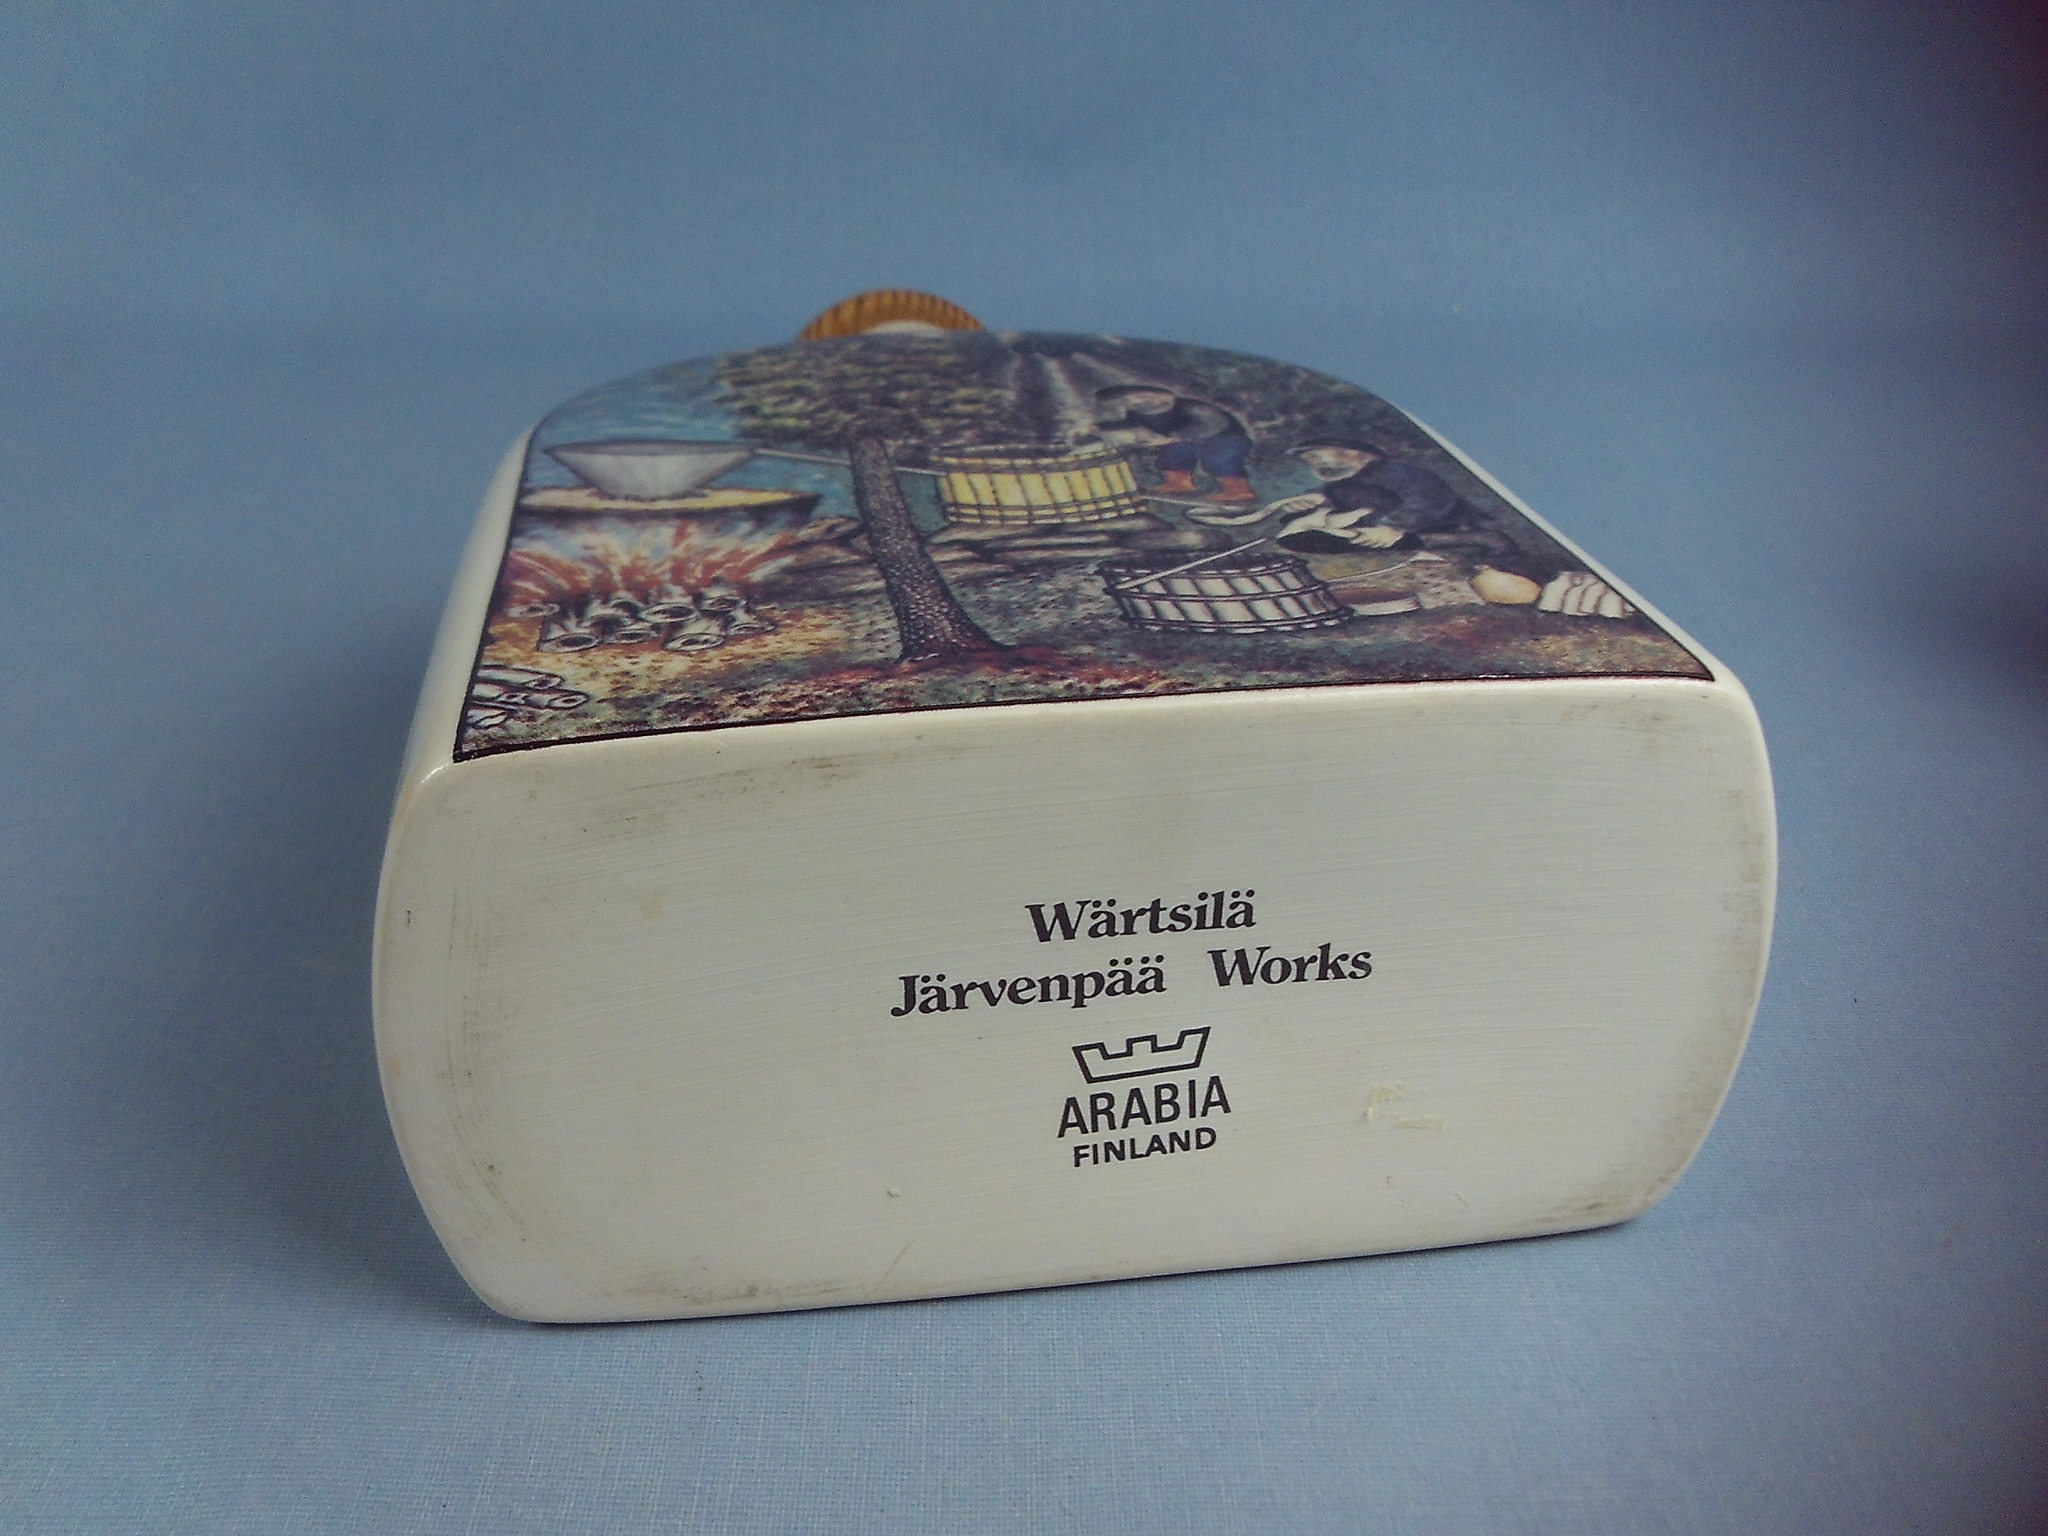 Wärtsilä
Järvenpää Works
ARABIA
FINLAND